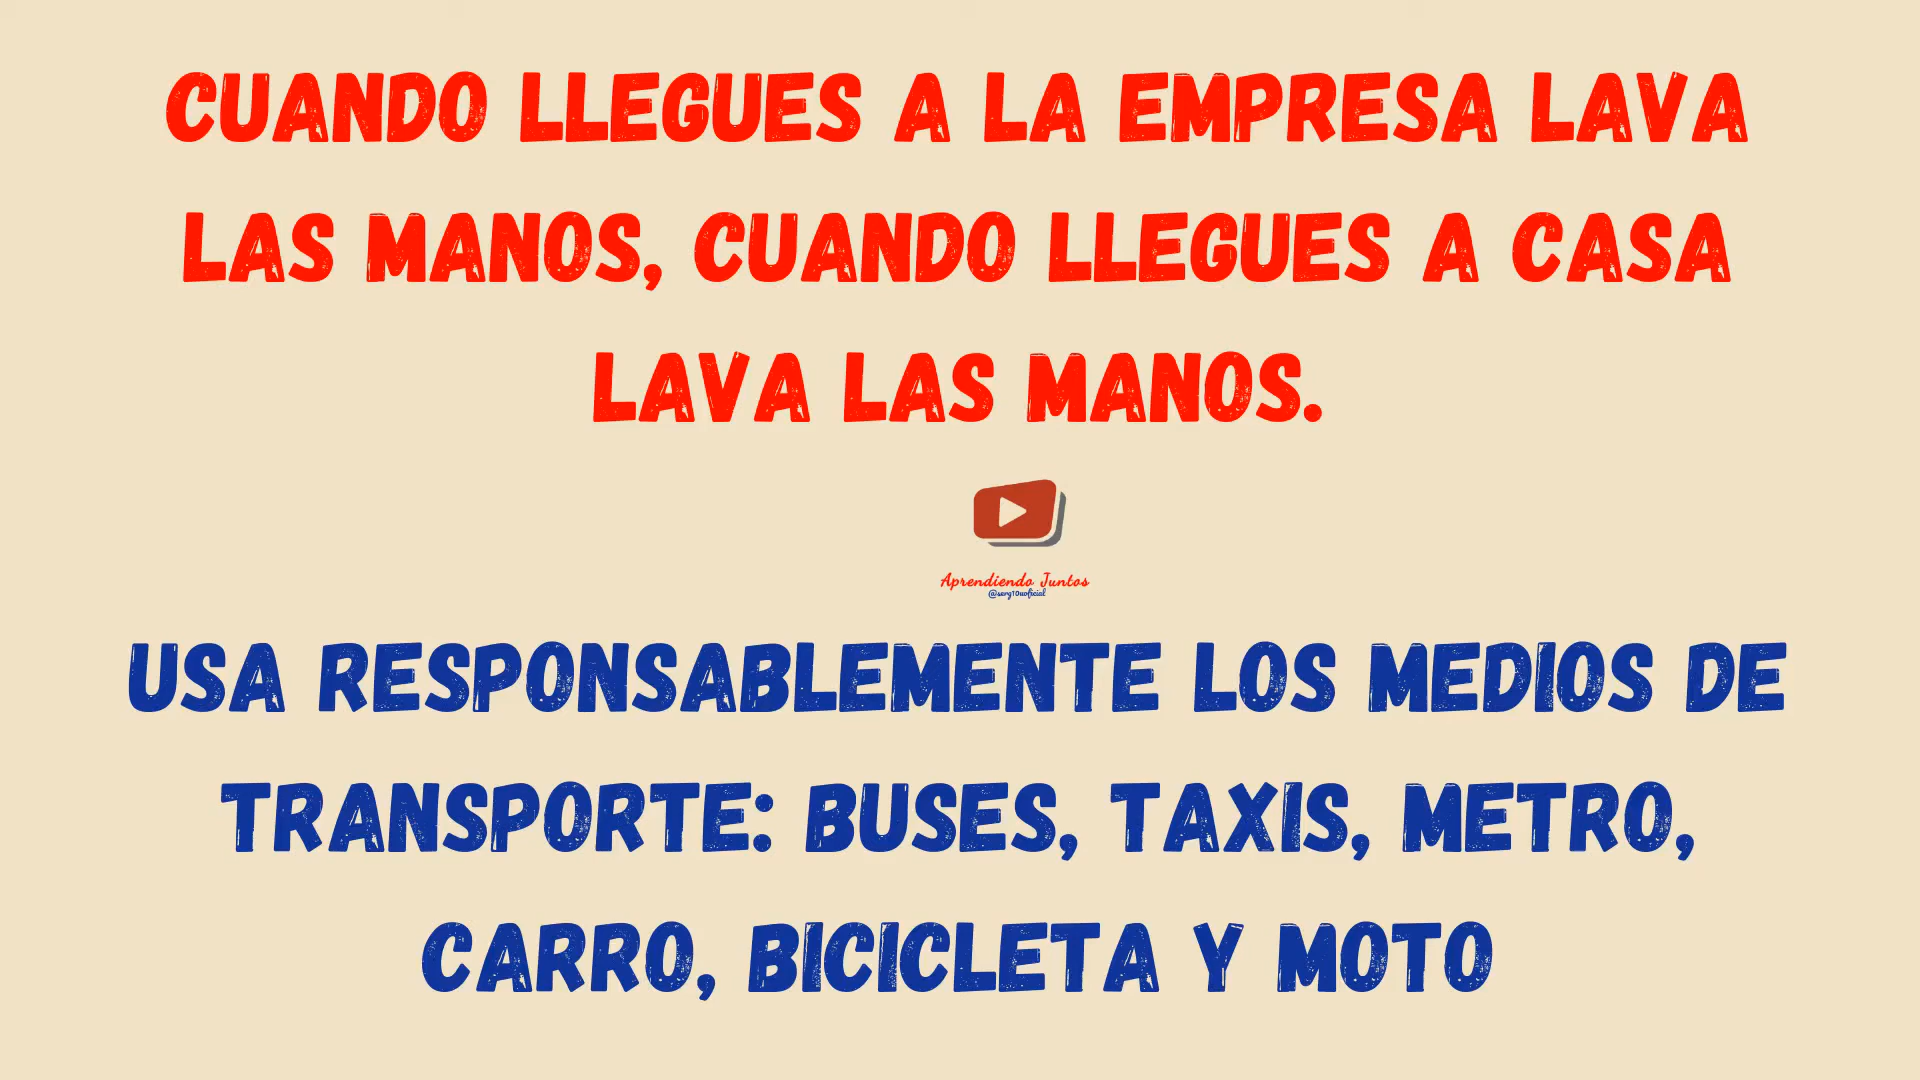 CUANDO LLEGUES A LA EMPRESA LAVA
LAS MANOS, CUANDO LLEGUES A CASA
LAVA LAS MANOS.
Aprendiendo Juntos
@serg10uoficial
USA RESPONSABLEMENTE LOS MEDIOS DE
TRANSPORTE: BUSES, TAXIS, METRO,
CARRO, BICICLETA Y MOTO